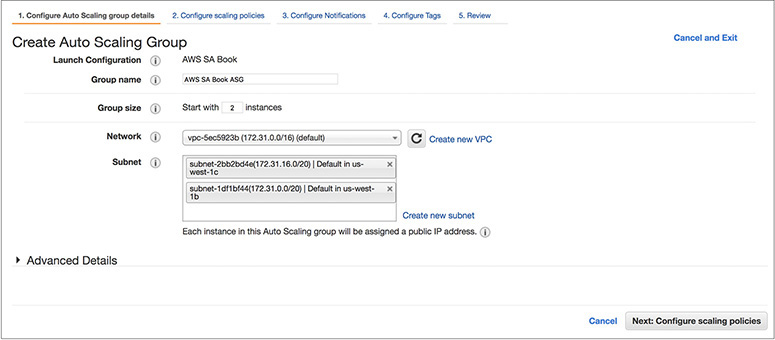 1. Configure Auto Scaling group details 2. Configure scaling policies 3. Configure Notifications 4. Configure Tags 5. Review
Create Auto Scaling Group
Cancel and Exit
Launch Configuration i AWS SA Book
Group name i AWS SA Book ASG
Group size i Start with 2 instances
Network i vpc-5ec5923b (172.31.0.0/16) (default) Create new VPC
Subnet i subnet-2bb2bd4e(172.31.16.0/20) | Default in us-
west-1c
subnet-1df1bf44(172.31.0.0/20) | Default in us-west-
1b
Create new subnet
Each instance in this Auto Scaling group will be assigned a public IP address. i
Advanced Details
Cancel Next: Configure scaling policies